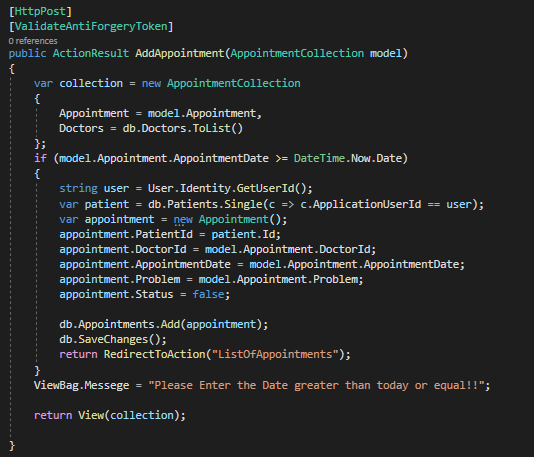 [HttpPost]
[ValidateAntiForgeryToken]
0 references
public ActionResult AddAppointment(AppointmentCollection model)
{
var collection = new AppointmentCollection
{
Appointment = model.Appointment,
Doctors = db.Doctors.ToList()
};
if (model.Appointment.AppointmentDate >= DateTime.Now.Date)
{
string user = User.Identity.GetUserId();
var patient = db.Patients.Single(c => c.ApplicationUserId == user);
var appointment = new Appointment();
appointment.PatientId = patient.Id;
appointment.DoctorId = model.Appointment.DoctorId;
appointment.AppointmentDate = model.Appointment.AppointmentDate;
appointment.Problem = model.Appointment.Problem;
appointment.Status = false;
db.Appointments.Add(appointment);
db.SaveChanges();
return RedirectToAction("ListOfAppointments");
}
ViewBag.Messege = "Please Enter the Date greater than today or equal!!";
return View(collection);
}